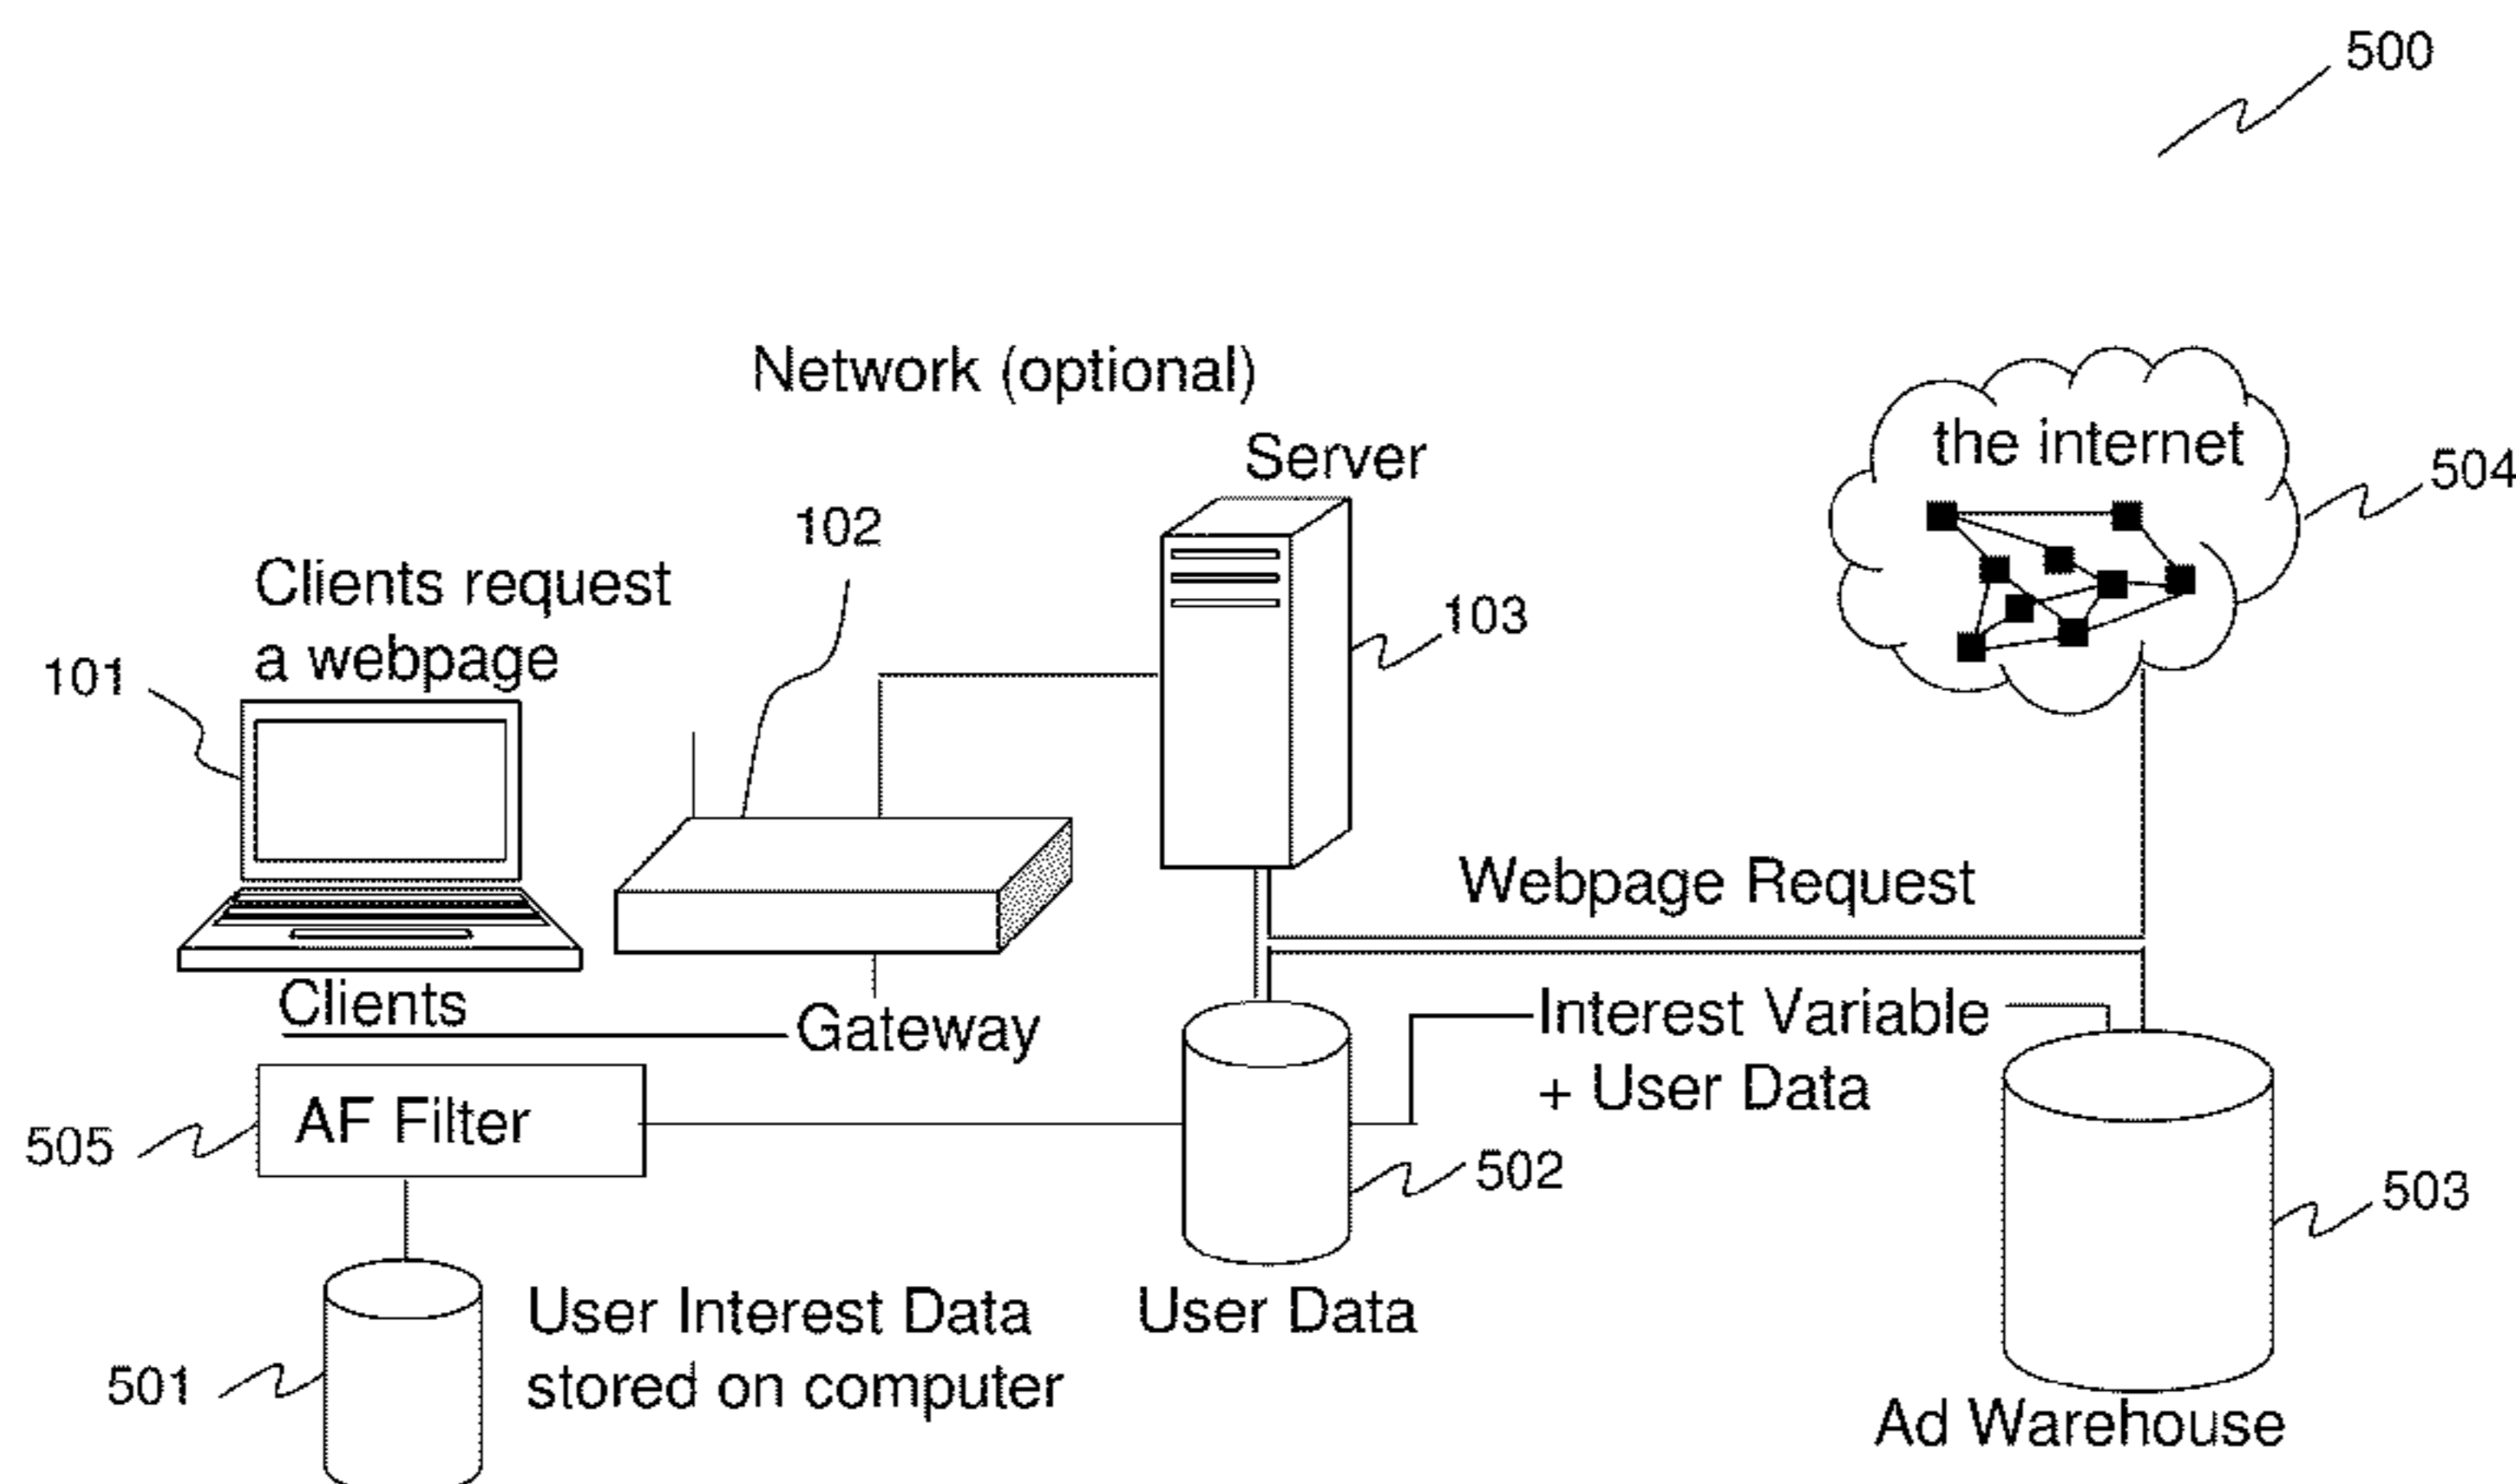 500
Network (optional)
Server
the internet
504
102
Clients request
a webpage
103
101
Webpage Request
Clients
Gateway
Interest Variable
+ User Data
AF Filter
505
502
503
User Interest Data
stored on computer
User Data
501
Ad Warehouse